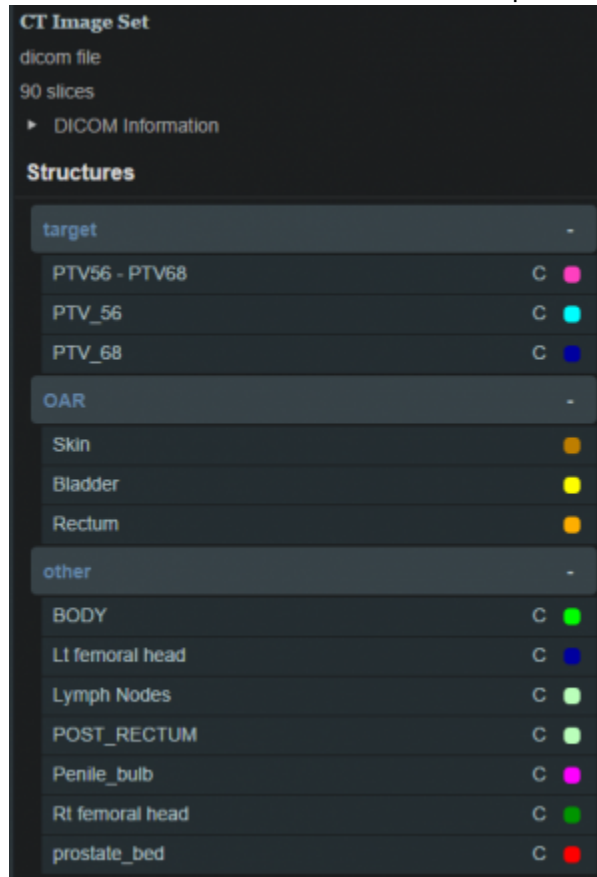 CT Image Set
dicom file
90 slices
▸ DICOM Information
Structures
target -
PTV56 - PTV68 C
PTV_56 C
PTV_68 C
OAR -
Skin
Bladder
Rectum
other -
BODY C
Lt femoral head C
Lymph Nodes C
POST_RECTUM C
Penile_bulb C
Rt femoral head C
prostate_bed C